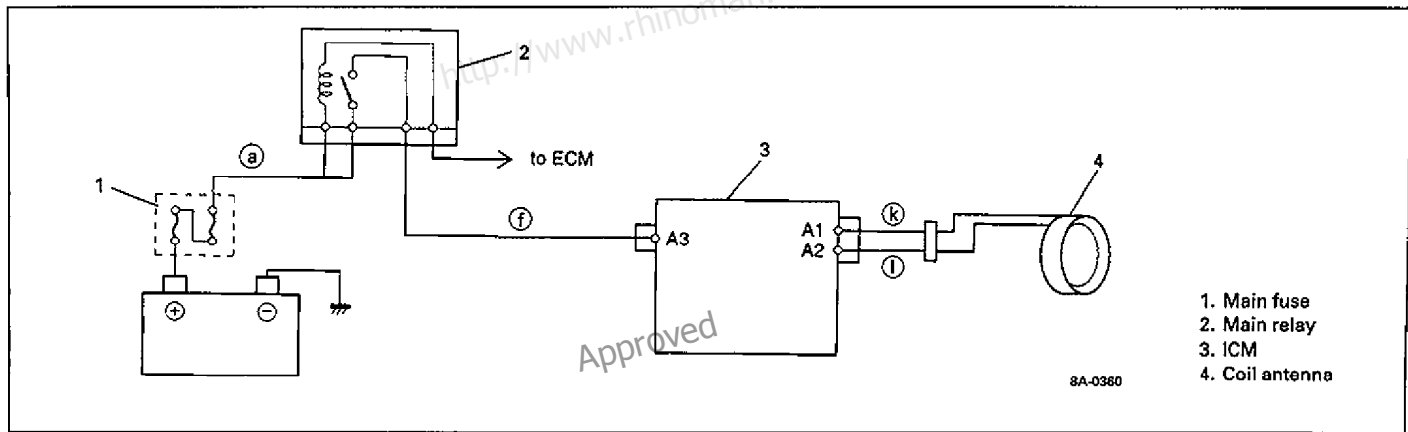 http://www.rhinoman.
2
a
to ECM
1
3
4
f
A3
A1
k
A2
l
+
−
Approved
1. Main fuse
2. Main relay
3. ICM
4. Coil antenna
8A-0360